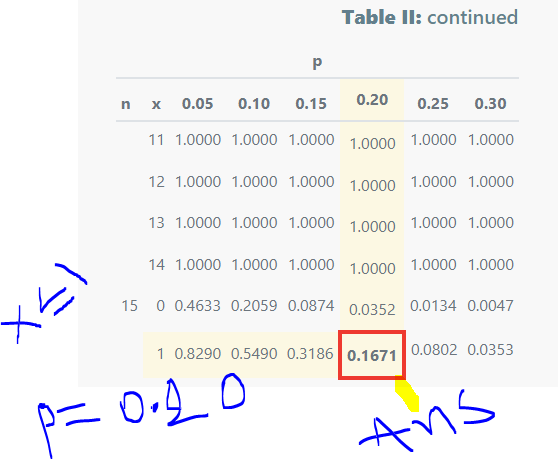 Table II: continued
p
n x 0.05 0.10 0.15 0.20 0.25 0.30
11 1.0000 1.0000 1.0000 1.0000 1.0000 1.0000
12 1.0000 1.0000 1.0000 1.0000 1.0000 1.0000
13 1.0000 1.0000 1.0000 1.0000 1.0000 1.0000
14 1.0000 1.0000 1.0000 1.0000 1.0000 1.0000
15 0 0.4633 0.2059 0.0874 0.0352 0.0134 0.0047
1 0.8290 0.5490 0.3186 0.1671 0.0802 0.0353
p=0.20
Ans